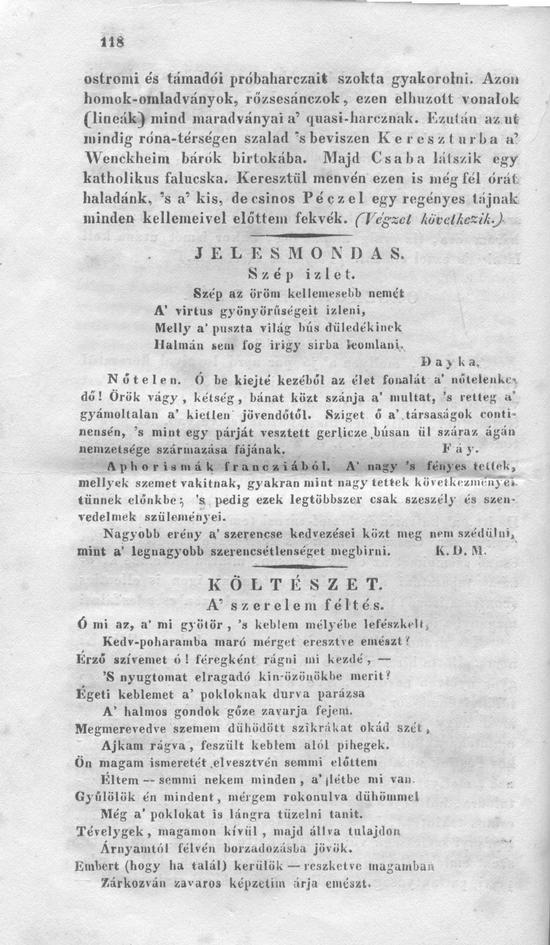 118
ostromi és támadói próbaharczait szokta gyakorolni. Azon
homok-omladványok, rőzsesánczok, ezen elhuzott vonalok
(lineák) mind maradványai a' quasi-harcznak. Ezután az ut
mindig róna-térségen szalad 's beviszen Kereszturba a'
Wenckheim bárók birtokába. Majd Csaba látszik egy
katholikus falucska. Keresztül menvén ezen is még fél órát
haladánk, 's a' kis, de csinos Péczel egy regényes tájnak
minden kellemeivel előttem fekvék. (Végzet következik.)
JELESMONDAS.
Szép izlet.
Szép az öröm kellemesebb nemét
A' virtus gyönyörűségeit izleni,
Melly a' puszta világ bús düledékinek
Halmán sem fog irigy sirba leomlani.
Dayka.
Nőtelen. Ó be kiejté kezéből az élet fonalát a' nőtelenke-
dő! Örök vágy, kétség, bánat közt szánja a' multat, 's retteg a'
gyámoltalan a' kietlen jövendőtől. Sziget ő a' társaságok conti-
nensén, 's mint egy párját vesztett gerlicze búsan ül száraz ágán
nemzetsége származása fájának. Fáy.
Aphorismák francziából. A' nagy 's fényes tettek,
mellyek szemet vakitnak, gyakran mint nagy tettek következményei
tünnek előnkbe; 's pedig ezek legtöbbszer csak szeszély és szen-
vedelmek szüleményei.
Nagyobb erény a' szerencse kedvezései közt meg nem szédülni,
mint a' legnagyobb szerencsétlenséget megbirni. K. D. M.
KÖLTÉSZET.
A' szerelem féltés.
Ó mi az, a' mi gyötör, 's keblem mélyébe lefészkelt,
Kedv-poharamba maró mérget eresztve emészt?
Érző szívemet ó! féregként rágni mi kezdé, —
'S nyugtomat elragadó kin-özönökbe merit?
Égeti keblemet a' pokloknak durva parázsa
A' halmos gondok gőze zavarja fejem.
Megmerevedve szemem dühödött szikrákat okád szét,
Ajkam rágva, feszült keblem alól pihegek.
Ön magam ismeretét elvesztvén semmi előttem
Éltem — semmi nekem minden, a' létbe mi van.
Gyűlölök én mindent, mérgem rokonulva dühömmel
Még a' poklokat is lángra tüzelni tanit.
Tévelygek, magamon kívül, majd állva tulajdon
Árnyamtól félvén borzadozásba jövök.
Embert (hogy ha talál) kerülök — reszketve magamban
Zárkozván zavaros képzetim árja emészt.